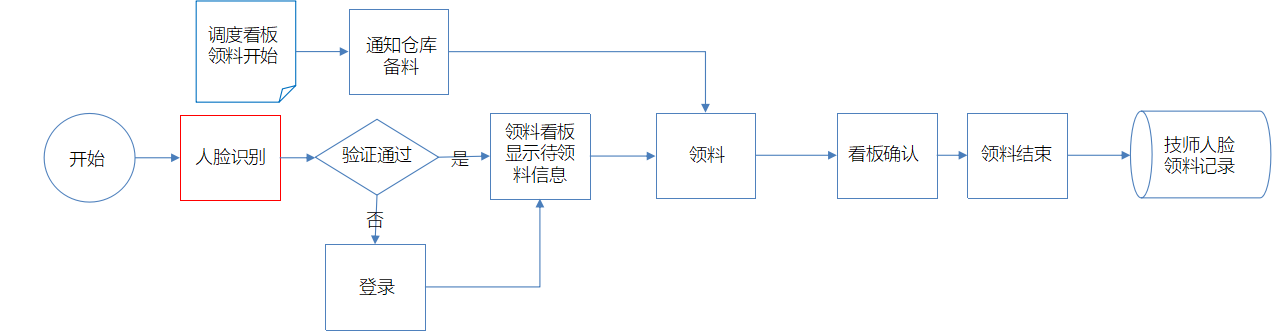 调度看板
领料开始
通知仓库
备料
开始
人脸识别
验证通过
是
领料看板
显示待领
料信息
领料
看板确认
领料结束
技师人脸
领料记录
否
登录